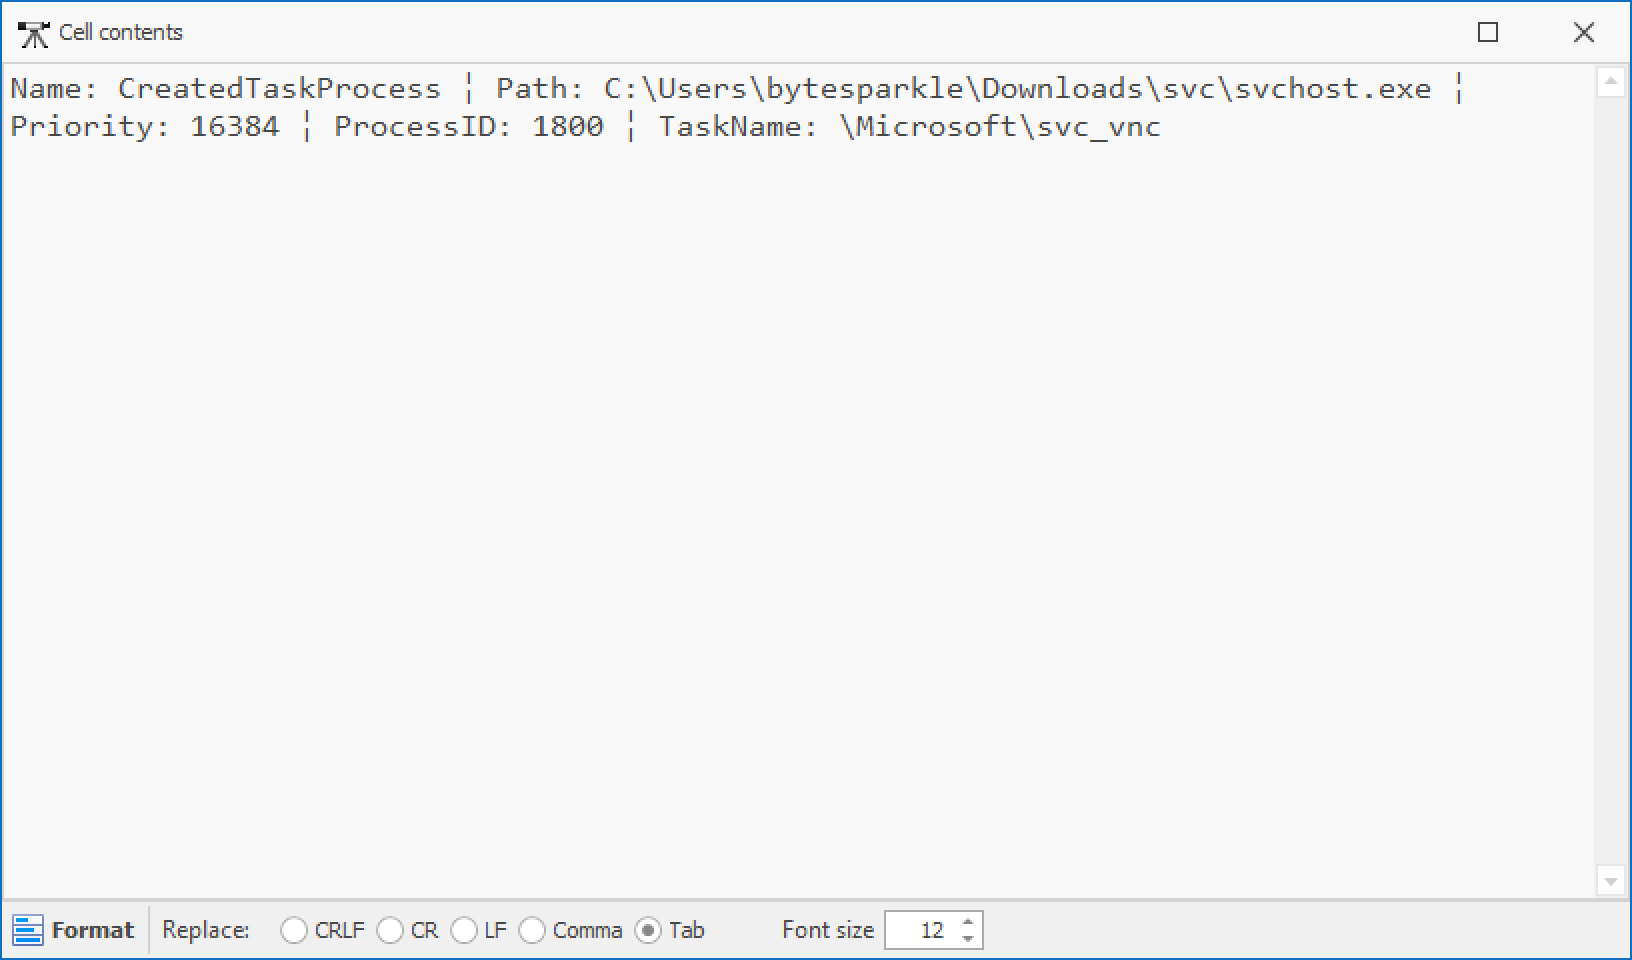 Cell contents
Name: CreatedTaskProcess ¦ Path: C:\Users\bytesparkle\Downloads\svc\svchost.exe ¦
Priority: 16384 ¦ ProcessID: 1800 ¦ TaskName: \Microsoft\svc_vnc
Format Replace: CRLF CR LF Comma Tab Font size 12